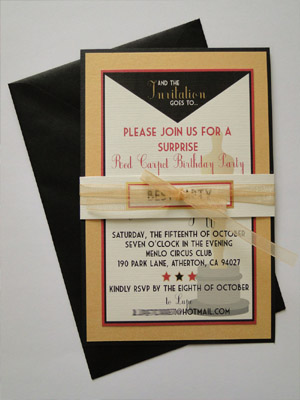 AND THE
Invitation
GOES TO...
PLEASE JOIN US FOR A
SURPRISE
Red Carpet Birthday Party
BEST PARTY
SATURDAY, THE FIFTEENTH OF OCTOBER
SEVEN O'CLOCK IN THE EVENING
MENLO CIRCUS CLUB
190 PARK LANE, ATHERTON, CA 94027
KINDLY RSVP BY THE EIGHTH OF OCTOBER
to
HOTMAIL.COM